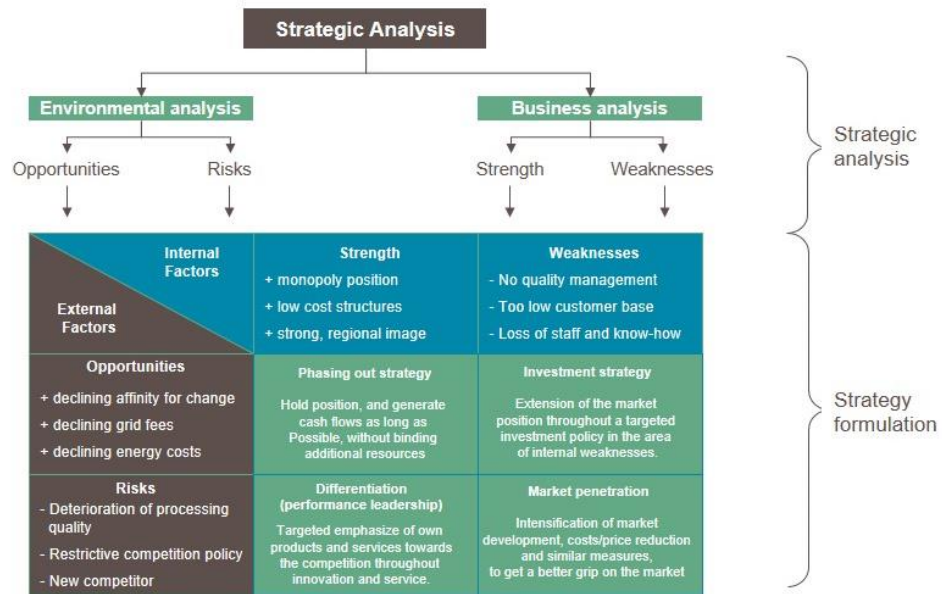 Strategic Analysis
Environmental analysis
Business analysis
Opportunities
Risks
Strength
Weaknesses
Strategic
analysis
Internal
Factors
External
Factors
Strength
+ monopoly position
+ low cost structures
+ strong, regional image
Weaknesses
- No quality management
- Too low customer base
- Loss of staff and know-how
Opportunities
+ declining affinity for change
+ declining grid fees
+ declining energy costs
Phasing out strategy
Hold position, and generate
cash flows as long as
Possible, without binding
additional resources
Investment strategy
Extension of the market
position throughout a targeted
investment policy in the area
of internal weaknesses.
Strategy
formulation
Risks
- Deterioration of processing
quality
- Restrictive competition policy
- New competitor
Differentiation
(performance leadership)
Targeted emphasize of own
products and services towards
the competition throughout
innovation and service.
Market penetration
Intensification of market
development, costs/price reduction
and similar measures,
to get a better grip on the market